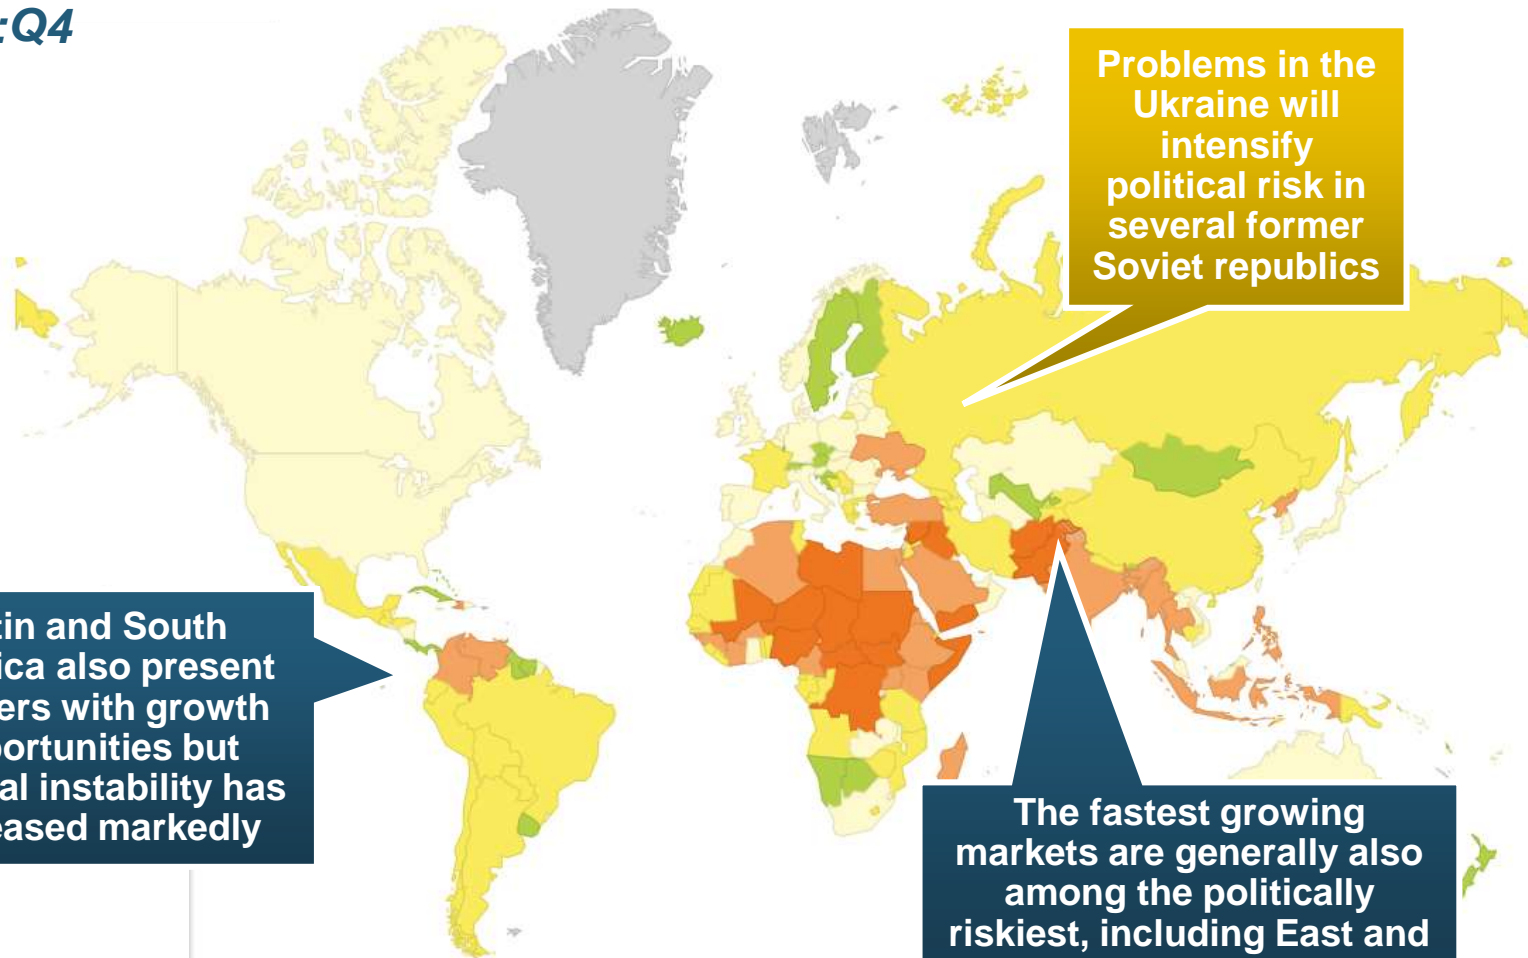 :Q4
Problems in the
Ukraine will
intensify
political risk in
several former
Soviet republics
tin and South
ica also present
ers with growth
portunities but
al instability has
eased markedly
The fastest growing
markets are generally also
among the politically
riskiest, including East and